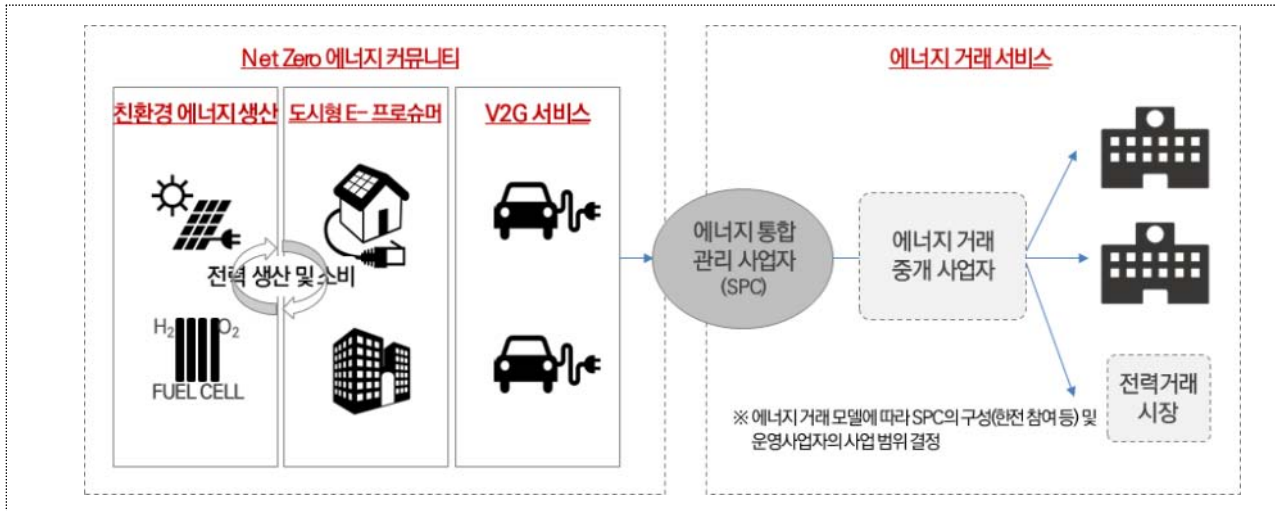 Net Zero 에너지 커뮤니티
친환경 에너지 생산
도시형 E- 프로슈머
V2G 서비스
전력 생산 및 소비
H2 O2
FUEL CELL
에너지 통합
관리 사업자
(SPC)
에너지 거래 서비스
에너지 거래
중개 사업자
전력거래
시장
※ 에너지 거래 모델에 따라 SPC의 구성(한전 참여 등) 및
운영사업자의 사업 범위 결정